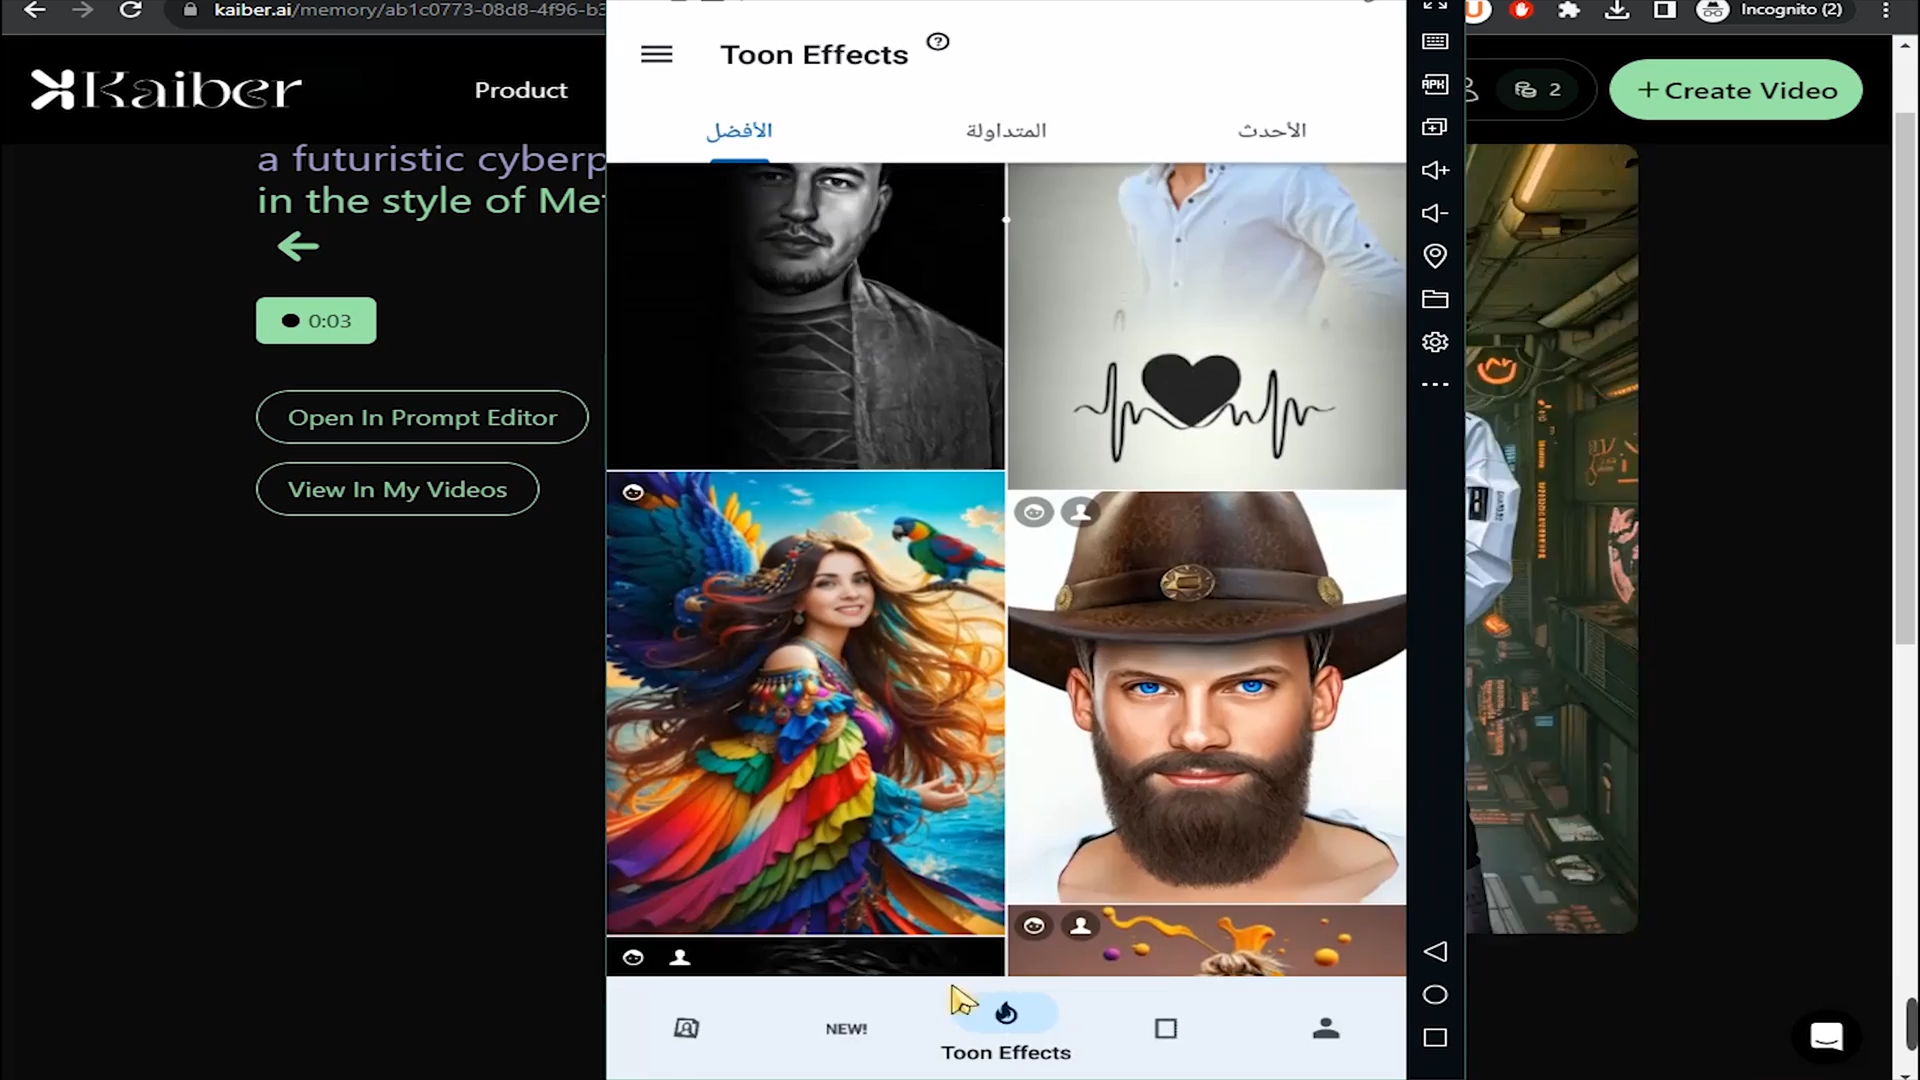 kaiber.ai/memory/ab1c0773-08d8-4f96-b3
Incognito (2)
Kaiber
Product
2
+ Create Video
Toon Effects
الأفضل
المتداولة
الأحدث
a futuristic cyberp
in the style of Me
0:03
Open In Prompt Editor
View In My Videos
APK
NEW!
Toon Effects